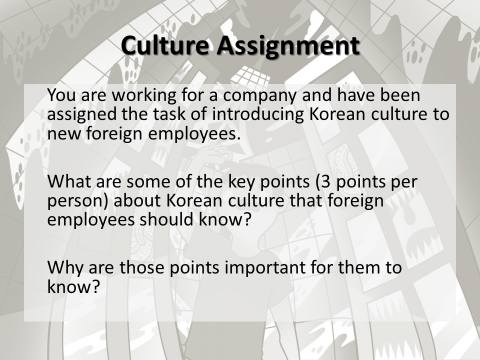 Culture Assignment
You are working for a company and have been
assigned the task of introducing Korean culture to
new foreign employees.
What are some of the key points (3 points per
person) about Korean culture that foreign
employees should know?
Why are those points important for them to
know?